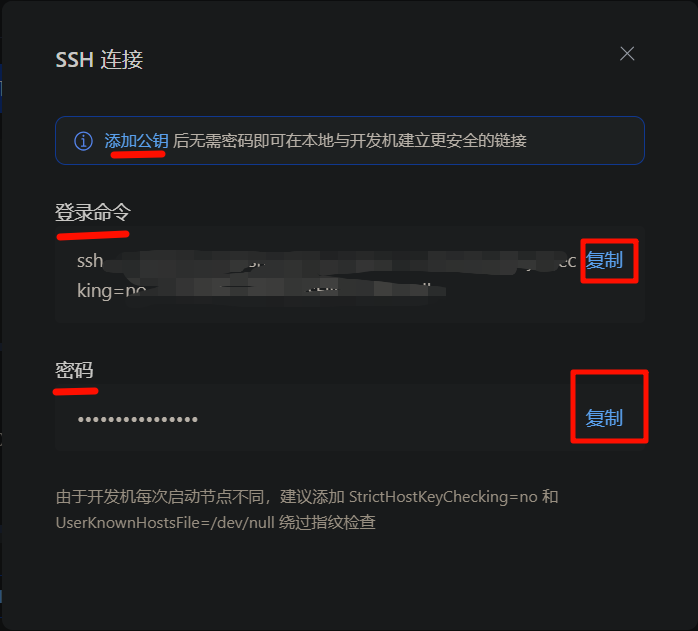 SSH 连接
添加公钥 后无需密码即可在本地与开发机建立更安全的链接
登录命令
ssh
复制
king=no
密码
••••••••••••••••
复制
由于开发机每次启动节点不同，建议添加 StrictHostKeyChecking=no 和
UserKnownHostsFile=/dev/null 绕过指纹检查